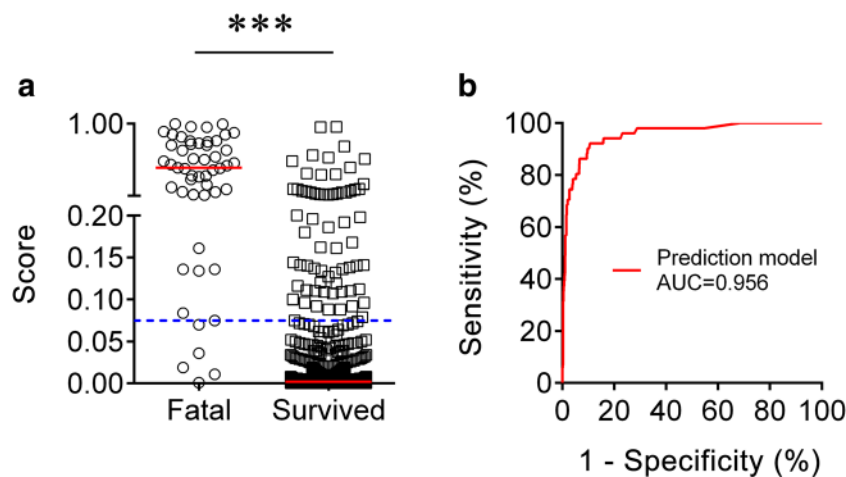 ***
a
Score
1.00
0.20
0.15
0.10
0.05
0.00
Fatal Survived
b
Sensitivity (%)
100
80
60
40
20
0
Prediction model
AUC=0.956
0 20 40 60 80 100
1 - Specificity (%)